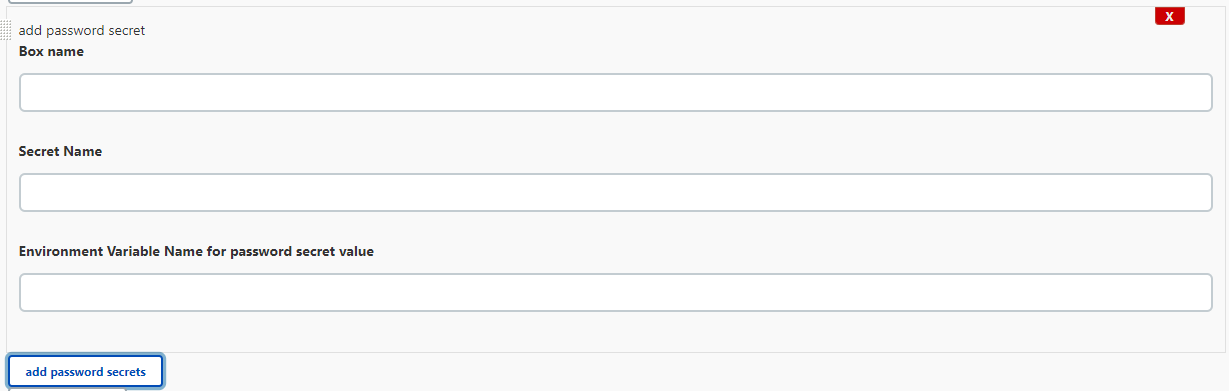 X
add password secret
Box name
Secret Name
Environment Variable Name for password secret value
add password secrets